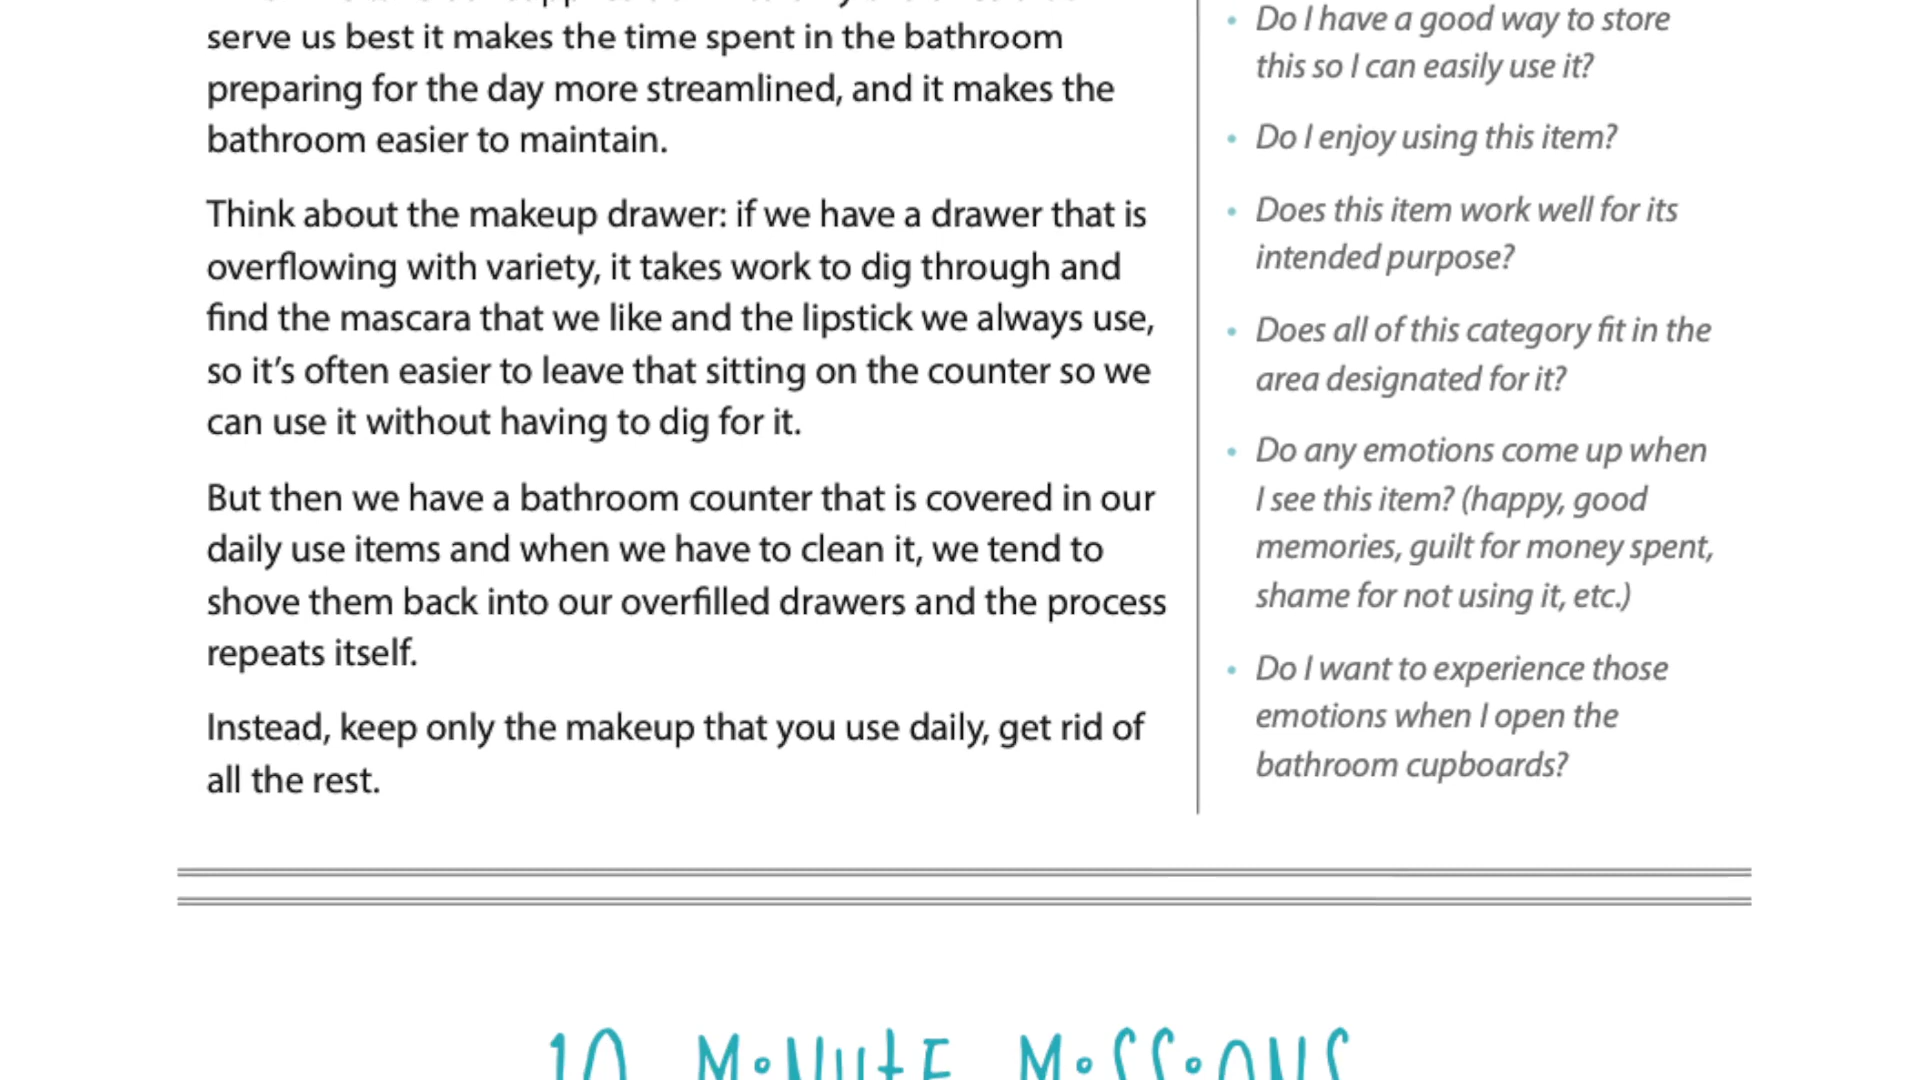 serve us best it makes the time spent in the bathroom
preparing for the day more streamlined, and it makes the
bathroom easier to maintain.
Think about the makeup drawer: if we have a drawer that is
overflowing with variety, it takes work to dig through and
find the mascara that we like and the lipstick we always use,
so it’s often easier to leave that sitting on the counter so we
can use it without having to dig for it.
But then we have a bathroom counter that is covered in our
daily use items and when we have to clean it, we tend to
shove them back into our overfilled drawers and the process
repeats itself.
Instead, keep only the makeup that you use daily, get rid of
all the rest.
• Do I have a good way to store
this so I can easily use it?
• Do I enjoy using this item?
• Does this item work well for its
intended purpose?
• Does all of this category fit in the
area designated for it?
• Do any emotions come up when
I see this item? (happy, good
memories, guilt for money spent,
shame for not using it, etc.)
• Do I want to experience those
emotions when I open the
bathroom cupboards?
10 MiNUtE MiSSiONS